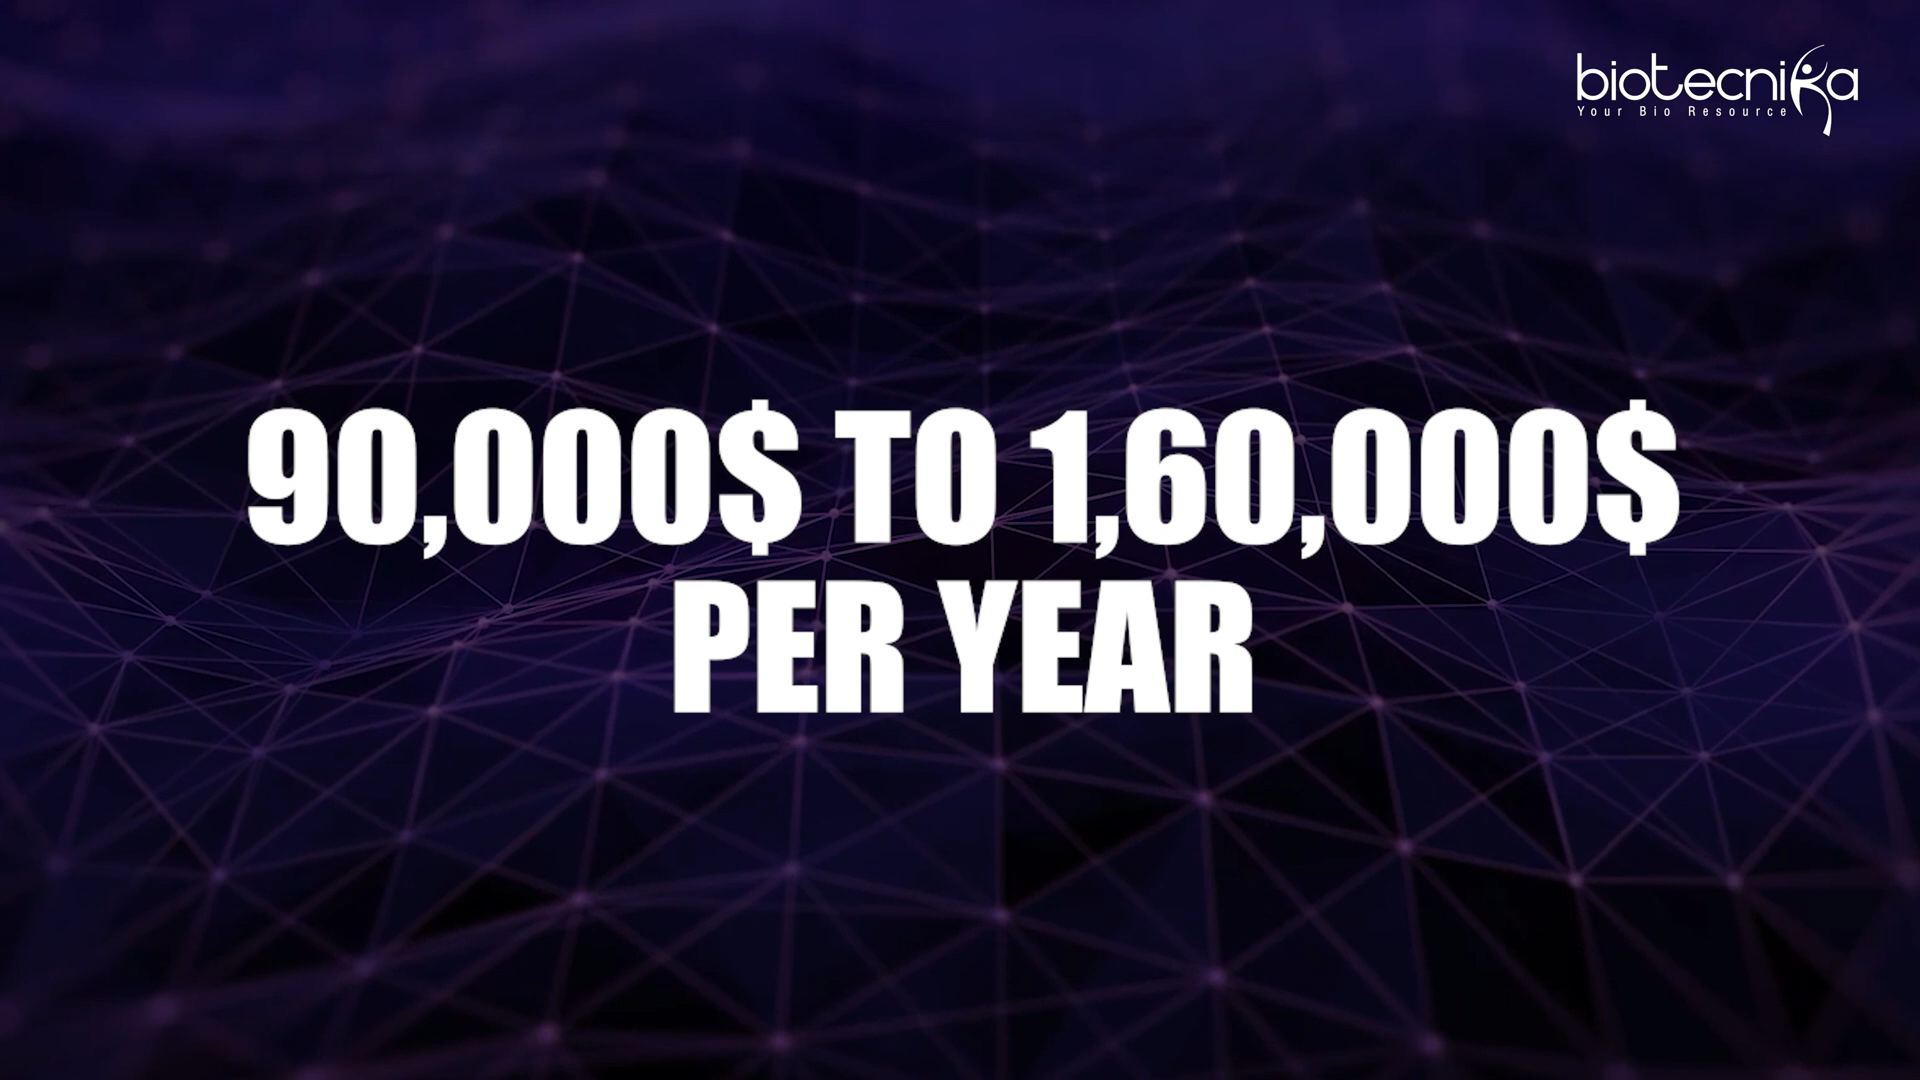 biotecnika
Your Bio Resource
90,000$ TO 1,60,000$
PER YEAR